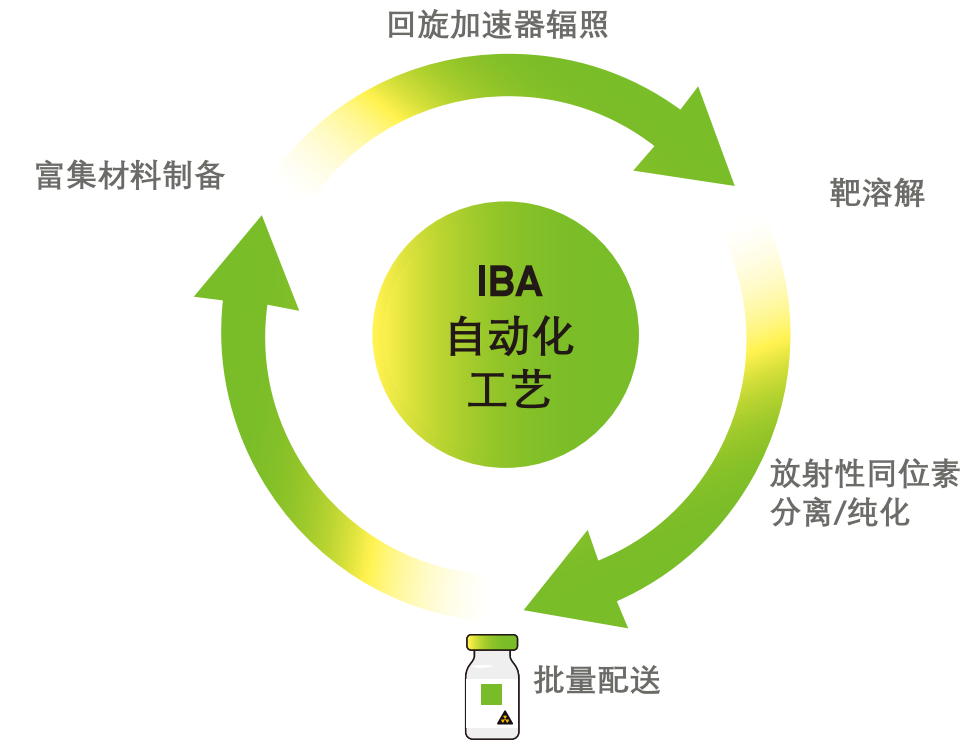 回旋加速器辐照
富集材料制备
靶溶解
IBA
自动化
工艺
放射性同位素
分离/纯化
批量配送